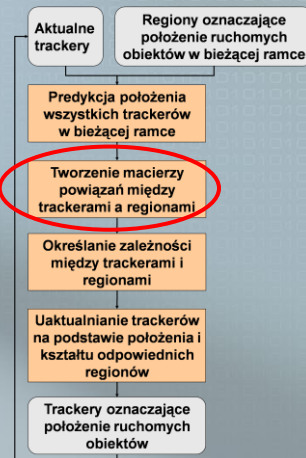 Aktualne
trackery
Regiony oznaczające
położenie ruchomych
obiektów w bieżącej ramce
Predykcja położenia
wszystkich trackerów
w bieżącej ramce
Tworzenie macierzy
powiązań między
trackerami a regionami
Określanie zależności
między trackerami i
regionami
Uaktualnianie trackerów
na podstawie położenia i
kształtu odpowiednich
regionów
Trackery oznaczające
położenie ruchomych
obiektów